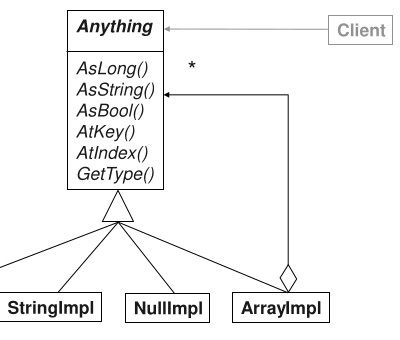 Anything
Client
AsLong()
*
AsString()
AsBool()
AtKey()
AtIndex()
GetType()
StringImpl
NullImpl
ArrayImpl